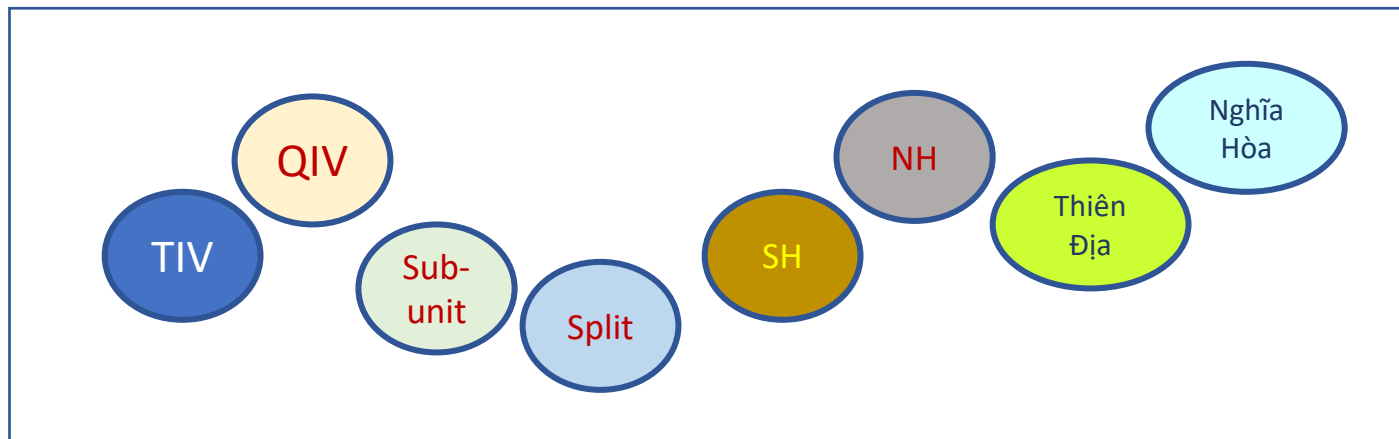 TIV
QIV
Sub-
unit
Split
SH
NH
Thiên
Địa
Nghĩa
Hòa